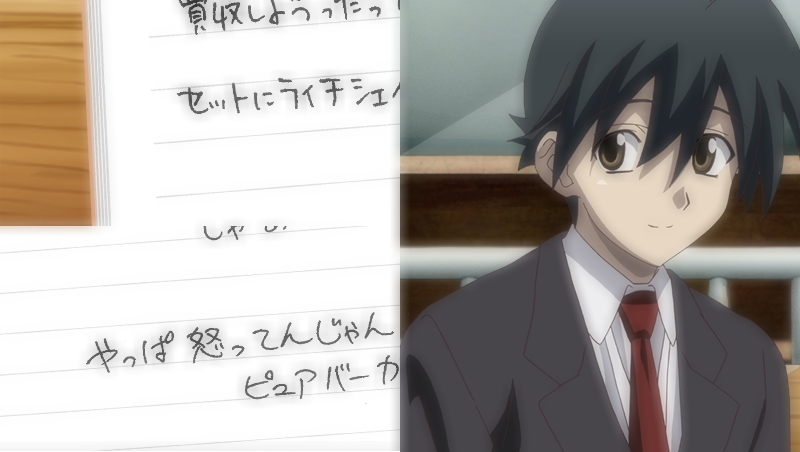 買収しようったっ
セットにライチシェ
やっぱ怒ってんじゃん
ピュアバーカ